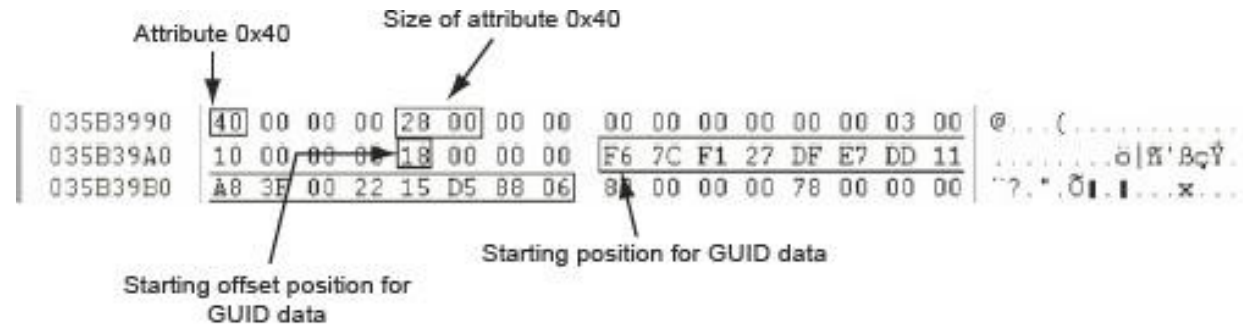 Size of attribute 0x40
Attribute 0x40
035B3990 40 00 00 00 28 00 00 00 00 00 00 00 00 00 03 00 @...(...........
035B39A0 10 00 00 00 18 00 00 00 F6 7C F1 27 DF E7 DD 11 ........ö|ñ'ßçÝ.
035B39B0 A8 3F 00 22 15 D5 88 06 00 00 00 78 00 00 00
Starting position for GUID data
Starting offset position for
GUID data